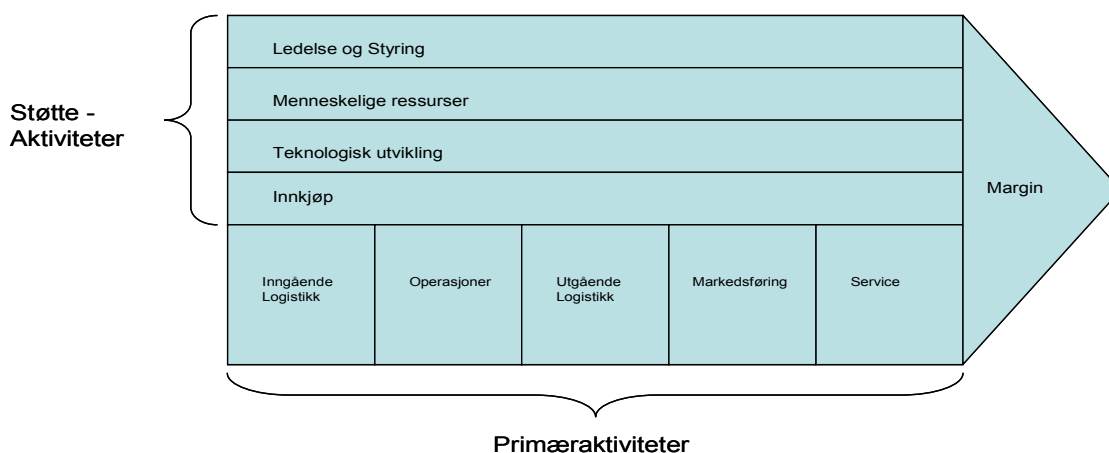 Ledelse og Styring
Menneskelige ressurser
Støtte -
Aktiviteter
Teknologisk utvikling
Innkjøp
Margin
Inngående
Logistikk
Operasjoner
Utgående
Logistikk
Markedsføring
Service
Primæraktiviteter